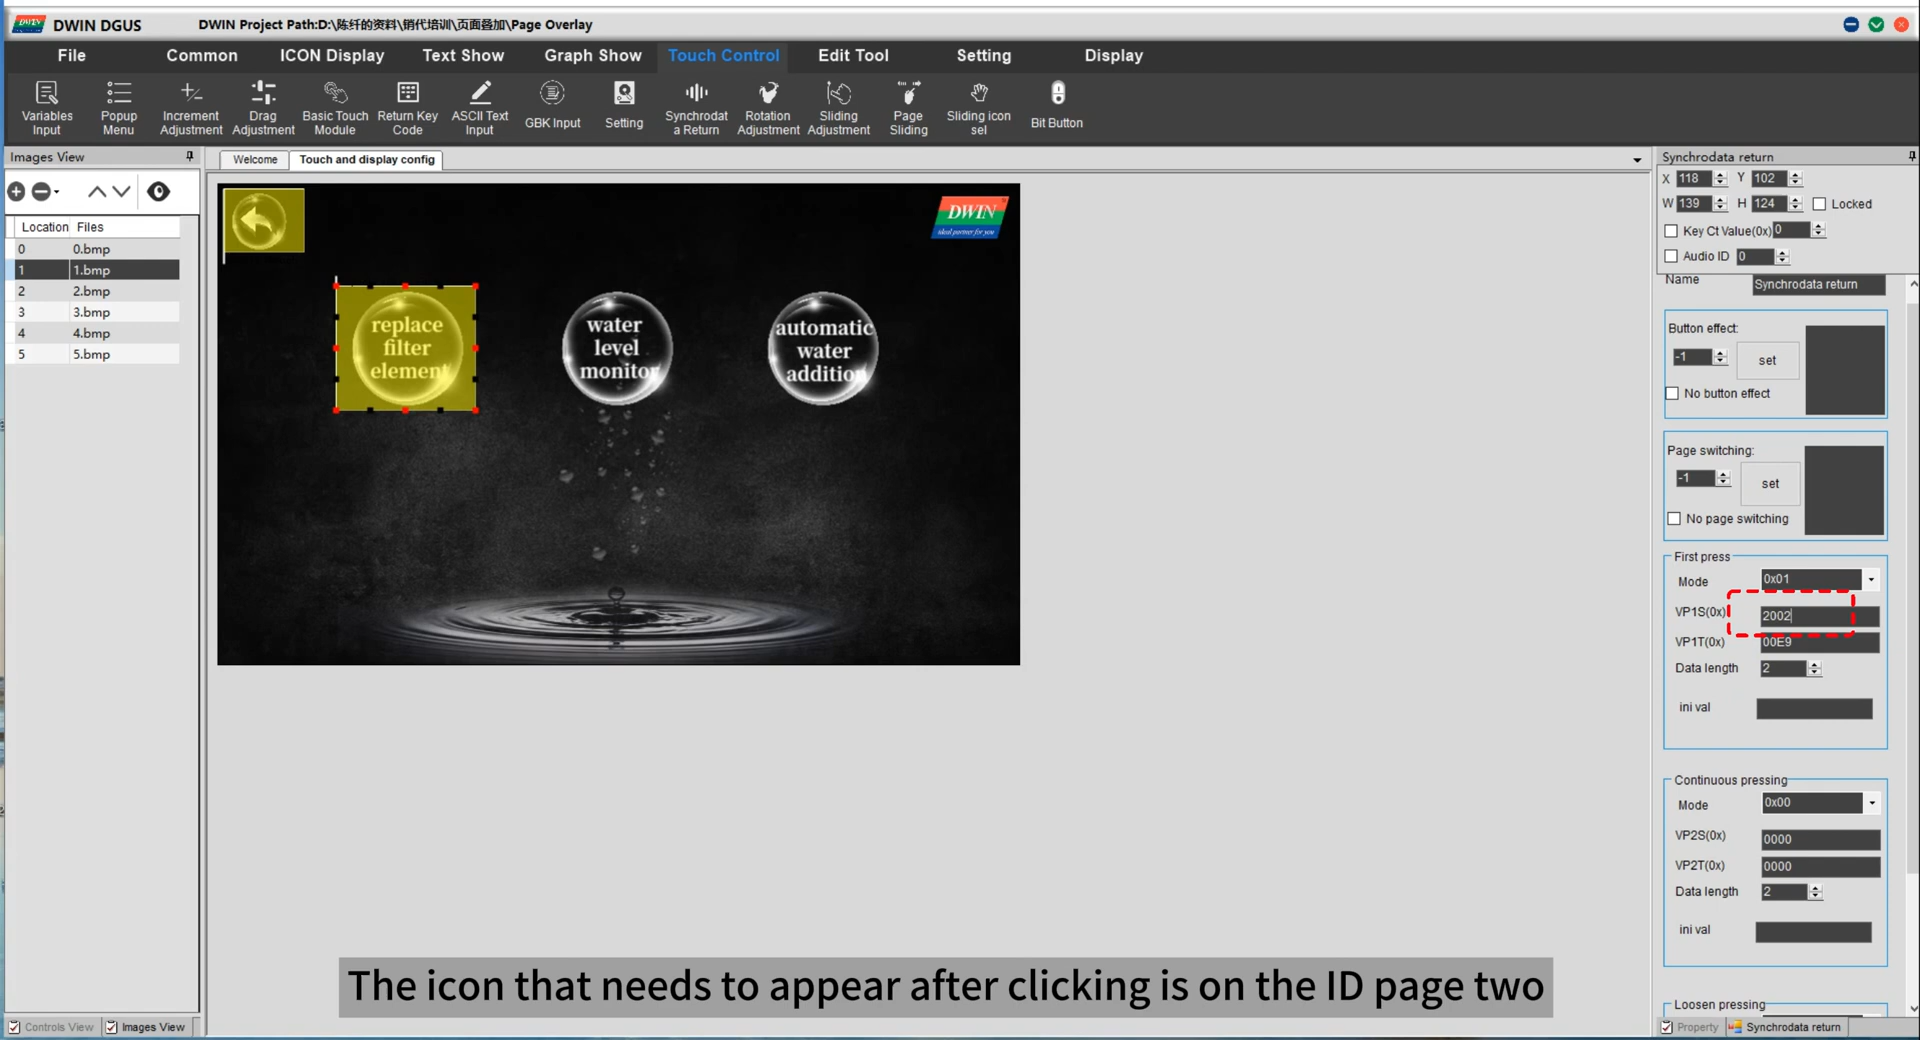 DWIN DGUS
DWIN Project Path:D:\陈纤的资料\销代培训\页面叠加\Page Overlay
File
Common
ICON Display
Text Show
Graph Show
Touch Control
Edit Tool
Setting
Display
Variables Input
Popup Menu
Increment Adjustment
Drag Adjustment
Basic Touch Module
Return Key Code
ASCII Text Input
GBK Input
Setting
Synchrodat a Return
Rotation Adjustment
Sliding Adjustment
Page Sliding
Sliding icon sel
Bit Button
Images View
Welcome
Touch and display config
Location Files
0 0.bmp
1 1.bmp
2 2.bmp
3 3.bmp
4 4.bmp
5 5.bmp
DWIN
ideal partner for you
replace
filter
element
water
level
monitor
automatic
water
addition
Synchrodata return
X 118 Y 102
W 139 H 124 Locked
Key Ct Value(0x) 0
Audio ID 0
Name Synchrodata return
Button effect:
-1 set
No button effect
Page switching:
-1 set
No page switching
First press
Mode 0x01
VP1S(0x) 2002
VP1T(0x) 00E9
Data length 2
ini val
Continuous pressing
Mode 0x00
VP2S(0x) 0000
VP2T(0x) 0000
Data length 2
ini val
Loosen pressing
The icon that needs to appear after clicking is on the ID page two
Controls View
Images View
Property
Synchrodata return